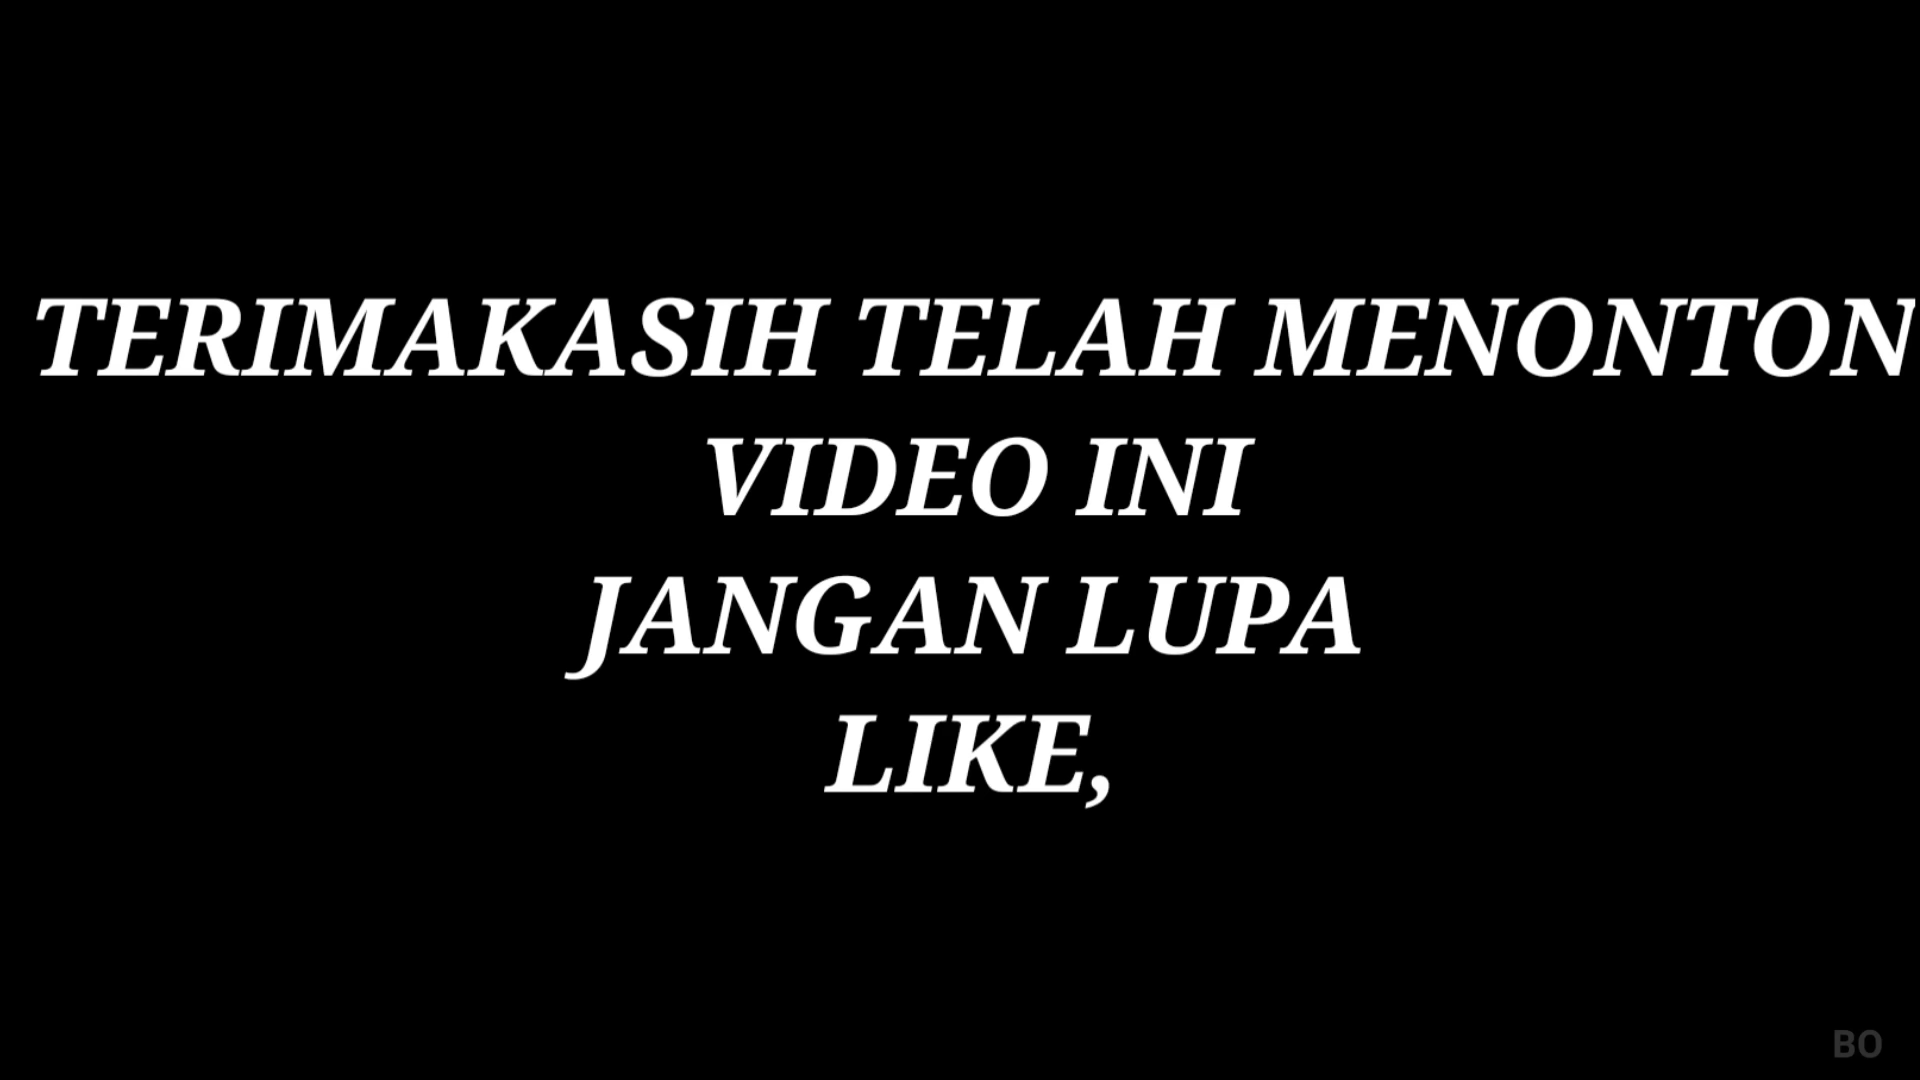 TERIMAKASIH TELAH MENONTON
VIDEO INI
JANGAN LUPA
LIKE,
BO